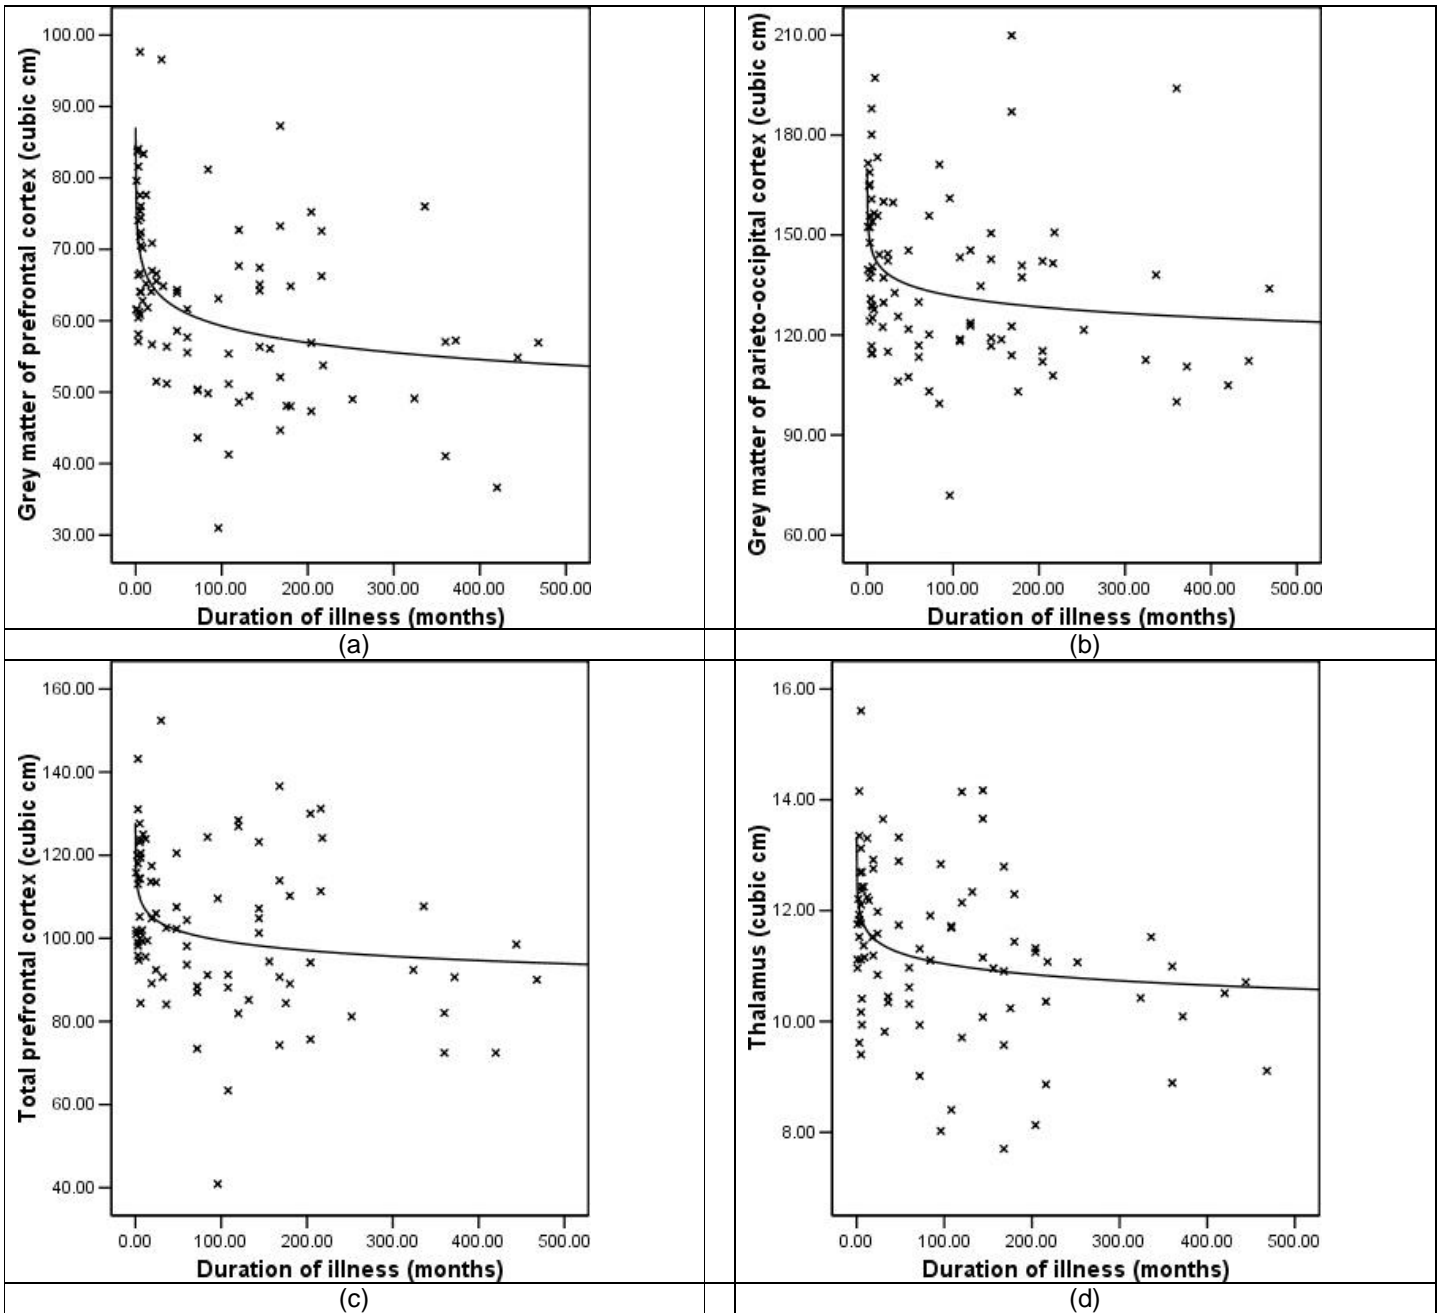 Grey matter of prefrontal cortex (cubic cm)
100.00
90.00
80.00
70.00
60.00
50.00
40.00
30.00
0.00 100.00 200.00 300.00 400.00 500.00
Duration of illness (months)
(a)
Grey matter of parieto-occipital cortex (cubic cm)
210.00
180.00
150.00
120.00
90.00
60.00
0.00 100.00 200.00 300.00 400.00 500.00
Duration of illness (months)
(b)
Total prefrontal cortex (cubic cm)
160.00
140.00
120.00
100.00
80.00
60.00
40.00
0.00 100.00 200.00 300.00 400.00 500.00
Duration of illness (months)
(c)
Thalamus (cubic cm)
16.00
14.00
12.00
10.00
8.00
0.00 100.00 200.00 300.00 400.00 500.00
Duration of illness (months)
(d)